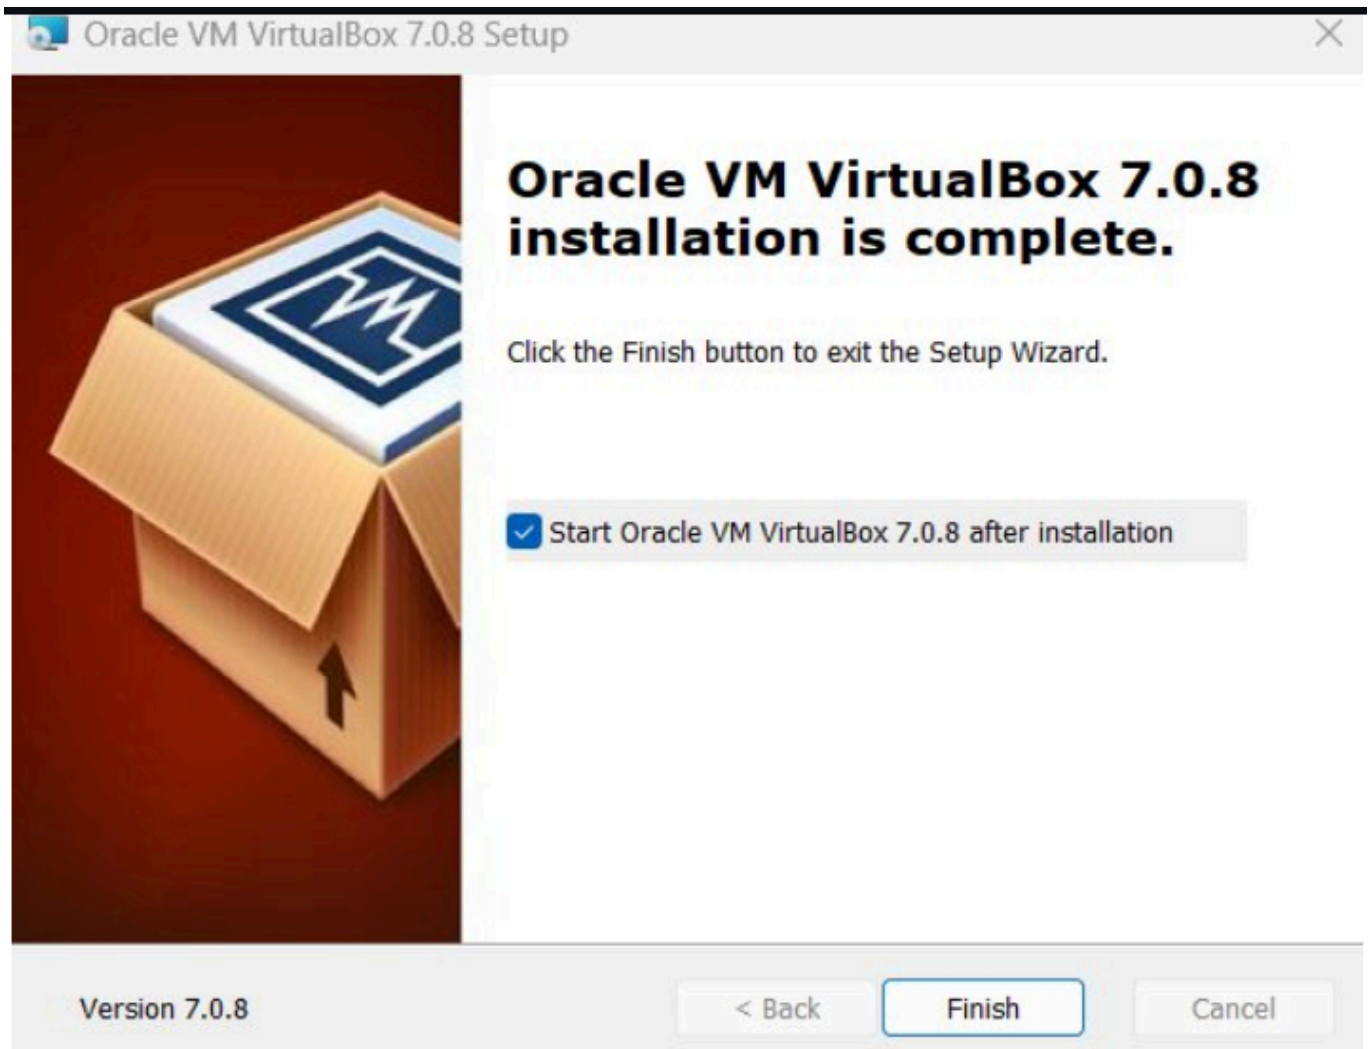 Oracle VM VirtualBox 7.0.8 Setup
Oracle VM VirtualBox 7.0.8
installation is complete.
Click the Finish button to exit the Setup Wizard.
Start Oracle VM VirtualBox 7.0.8 after installation
Version 7.0.8
< Back
Finish
Cancel